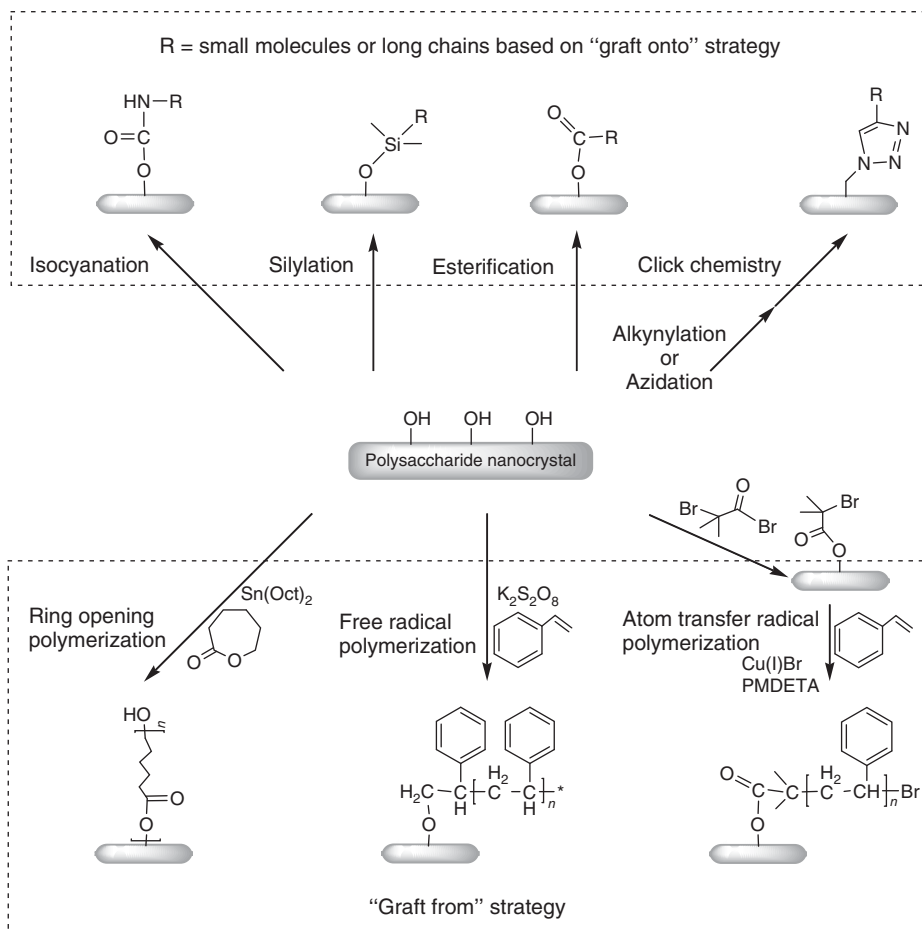 R = small molecules or long chains based on “graft onto” strategy
HN R
O C
O
Si R
O
O
C R
O
R
N
N
N
Isocyanation
Silylation
Esterification
Click chemistry
Alkynylation
or
Azidation
OH OH OH
Polysaccharide nanocrystal
Br O
Br
Br
O
O
Ring opening
polymerization
Sn(Oct)2
O
O
Free radical
polymerization
K2S2O8
Atom transfer radical
polymerization
Cu(I)Br
PMDETA
HO
n
O
O
H2C C H2
C C *
H H n
O
O
C C H2
C CH Br
n
O
“Graft from” strategy